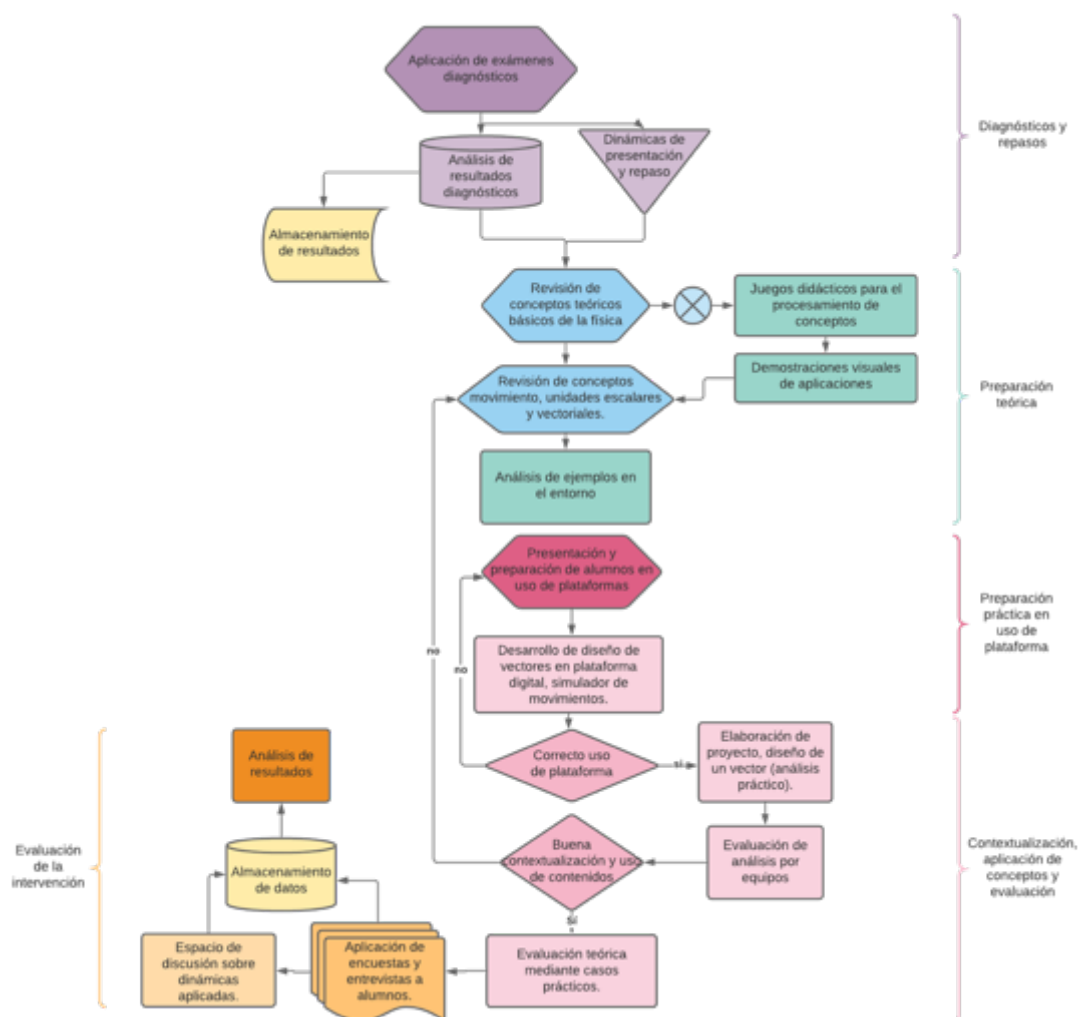 Aplicación de exámenes
diagnósticos
Diagnósticos y
repasos
Análisis de
resultados
diagnósticos
Dinámicas de
presentación
y repaso
Almacenamiento
de resultados
Revisión de
conceptos teóricos
básicos de la física
Juegos didácticos para el
procesamiento de
conceptos
Demostraciones visuales
de aplicaciones
Preparación
teórica
Revisión de conceptos
movimiento, unidades escalares
y vectoriales.
Análisis de ejemplos en
el entorno
Presentación y
preparación de alumnos en
uso de plataformas
Preparación
práctica en
uso de
plataforma
no
no
Desarrollo de diseño de
vectores en plataforma
digital, simulador de
movimientos.
Correcto uso
de plataforma
sí
Elaboración de
proyecto, diseño de
un vector (análisis
práctico).
Análisis de
resultados
Buena
contextualización y uso
de contenidos
Evaluación de
análisis por
equipos
Contextualización,
aplicación de
conceptos y
evaluación
Evaluación
de la
intervención
Almacenamiento
de datos
Sí
Espacio de
discusión sobre
dinámicas
aplicadas.
Aplicación de
encuestas y
entrevistas a
alumnos.
Evaluación teórica
mediante casos
prácticos.